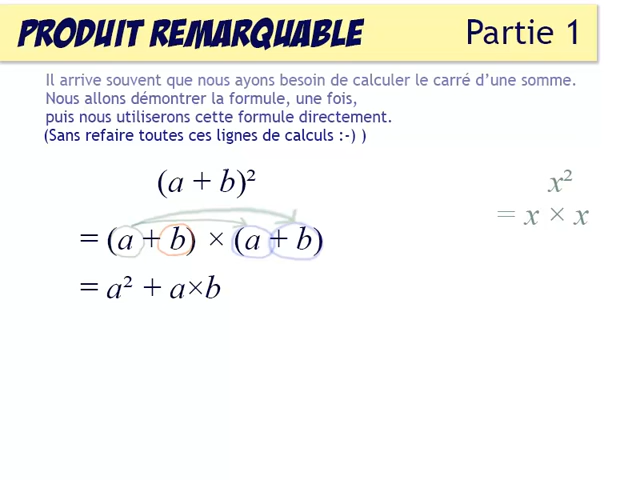 PRODUIT REMARQUABLE Partie 1
Il arrive souvent que nous ayons besoin de calculer le carré d'une somme.
Nous allons démontrer la formule, une fois,
puis nous utiliserons cette formule directement.
(Sans refaire toutes ces lignes de calculs :-) )
(a + b)² x²
= (a + b) × (a + b) = x × x
= a² + a×b